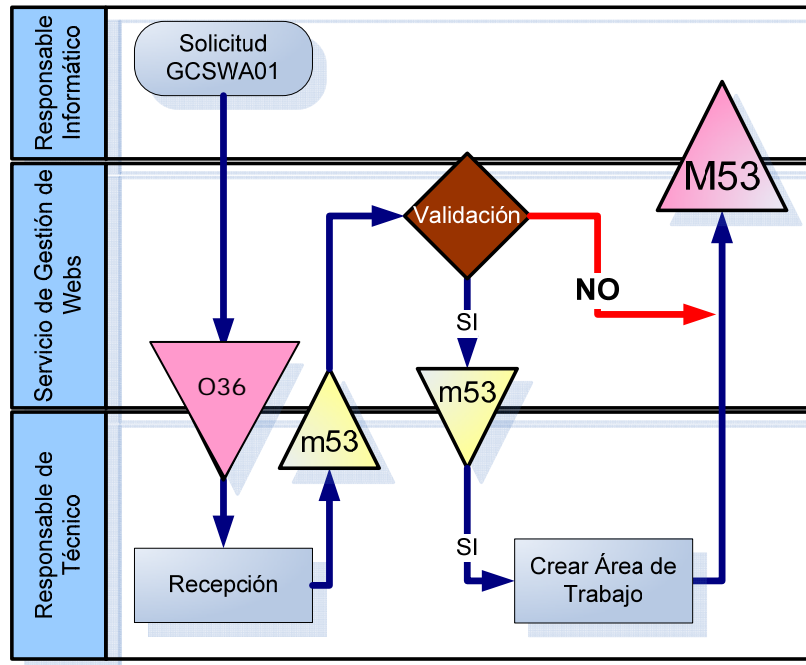 Responsable
Informático
Solicitud
GCSWA01
M53
Servicio de Gestión de
Webs
Validación
NO
SI
O36
m53
m53
Responsable de
Técnico
SI
Recepción
Crear Área de
Trabajo